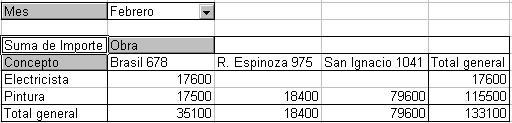 Mes Febrero
Suma de Importe Obra
Concepto Brasil 678 R. Espinoza 975 San Ignacio 1041 Total general
Electricista 17600 17600
Pintura 17500 18400 79600 115500
Total general 35100 18400 79600 133100